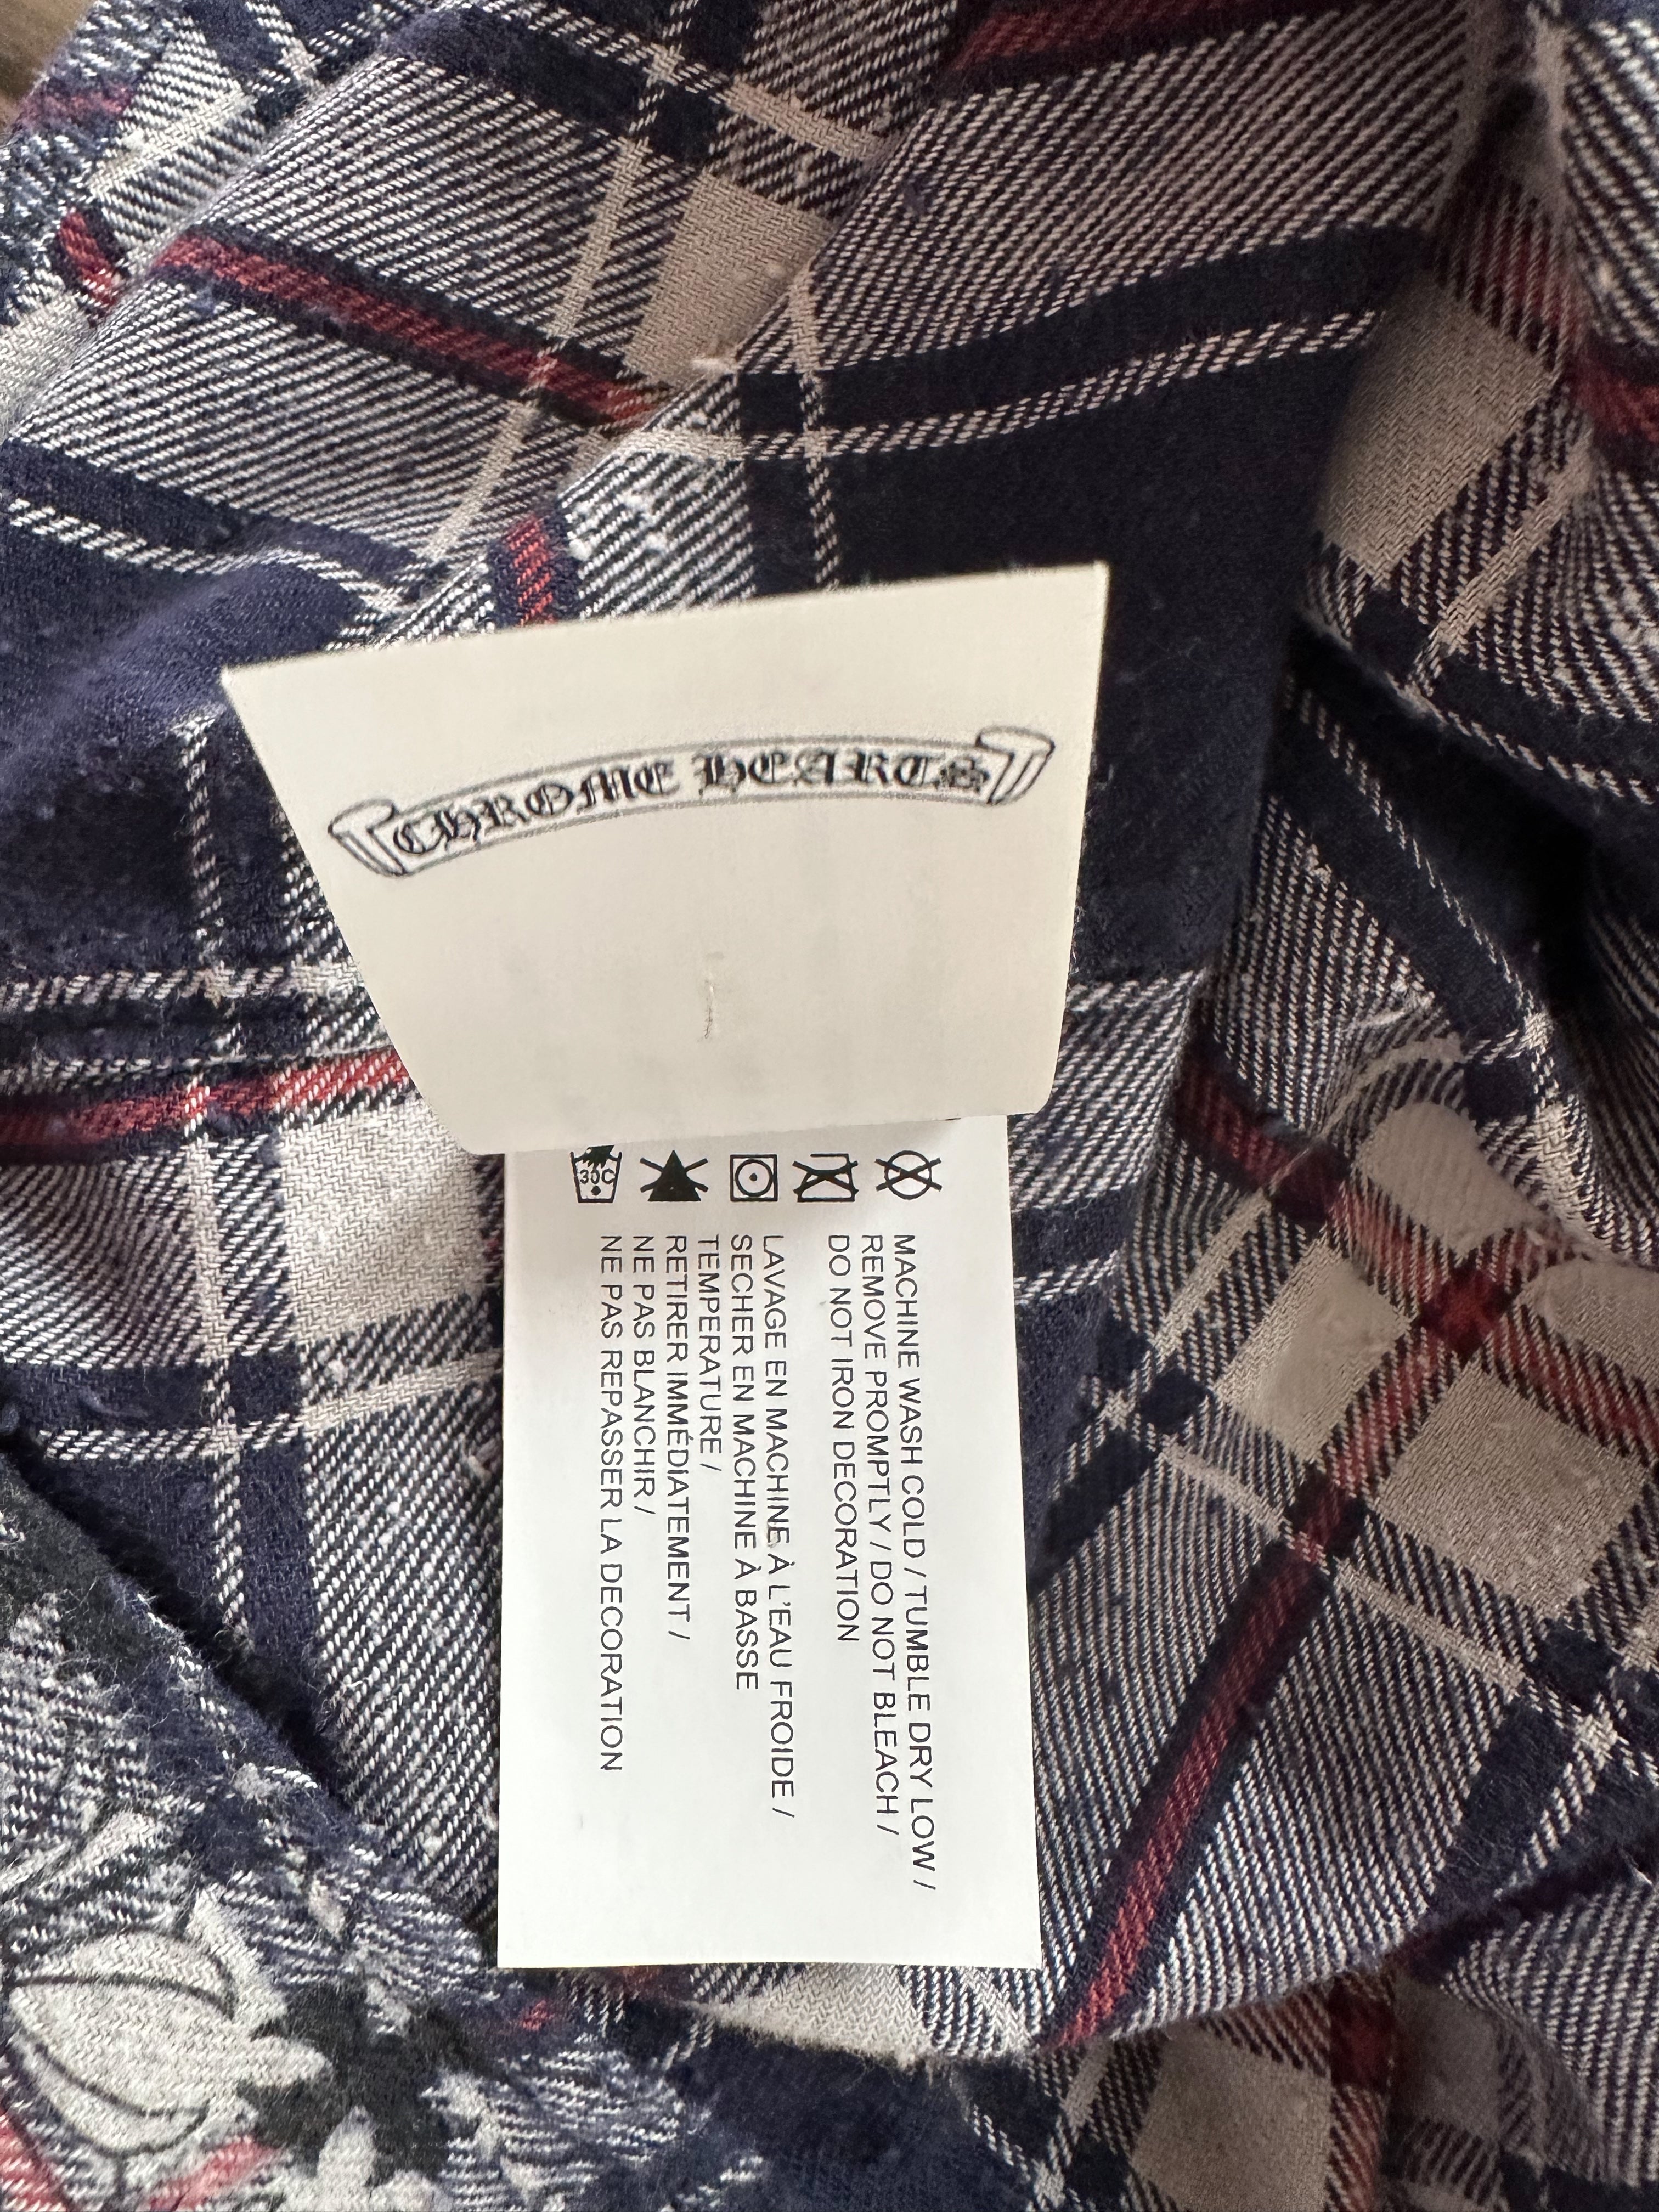 CHROME HEARTS
30C
MACHINE WASH COLD / TUMBLE DRY LOW /
REMOVE PROMPTLY / DO NOT BLEACH /
DO NOT IRON DECORATION
LAVAGE EN MACHINE À L'EAU FROIDE /
SECHER EN MACHINE À BASSE
TEMPERATURE /
RETIRER IMMÉDIATEMENT /
NE PAS BLANCHIR /
NE PAS REPASSER LA DECORATION